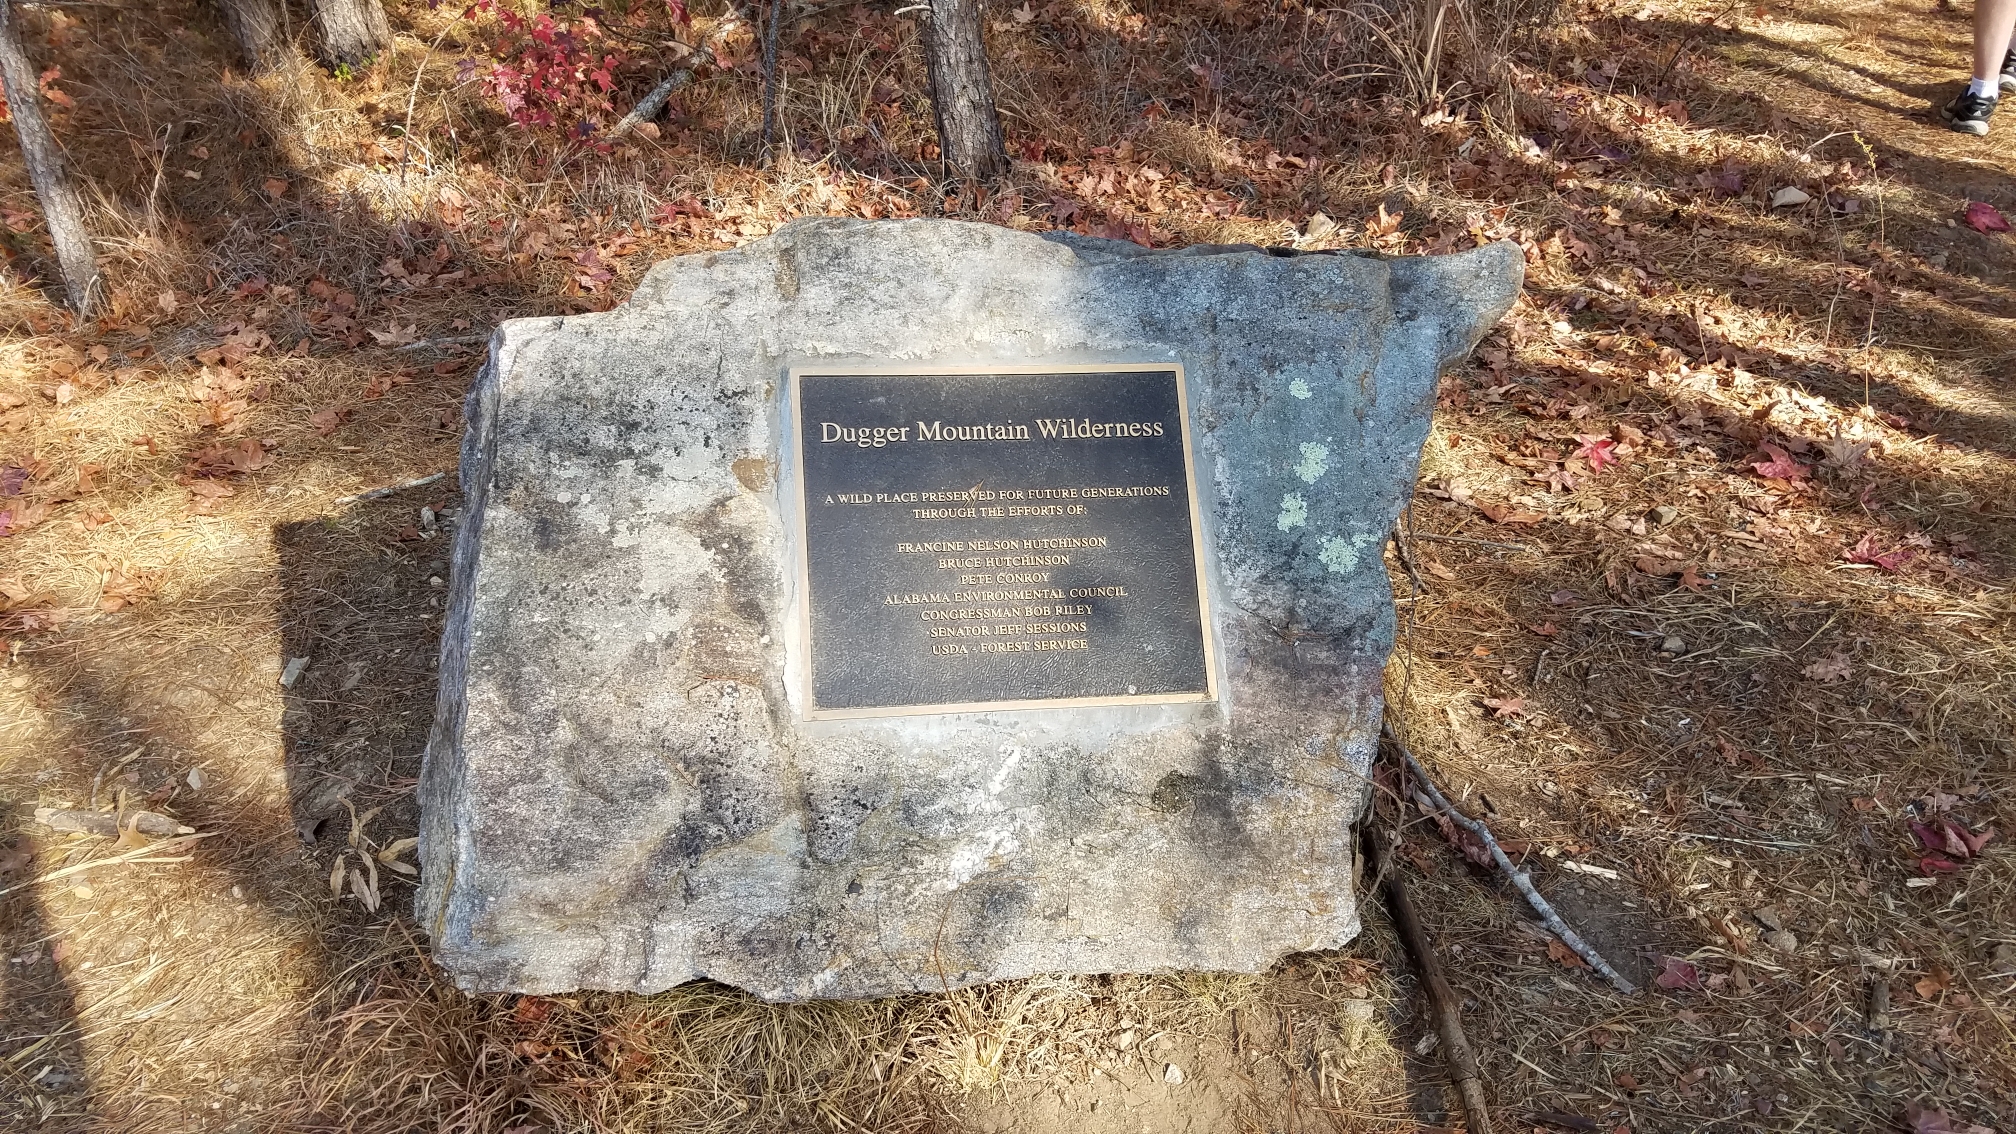 Dugger Mountain Wilderness
A WILD PLACE PRESERVED FOR FUTURE GENERATIONS
THROUGH THE EFFORTS OF:
FRANCINE NELSON HUTCHINSON
BRUCE HUTCHINSON
PETE CONROY
ALABAMA ENVIRONMENTAL COUNCIL
CONGRESSMAN BOB RILEY
SENATOR JEFF SESSIONS
USDA - FOREST SERVICE